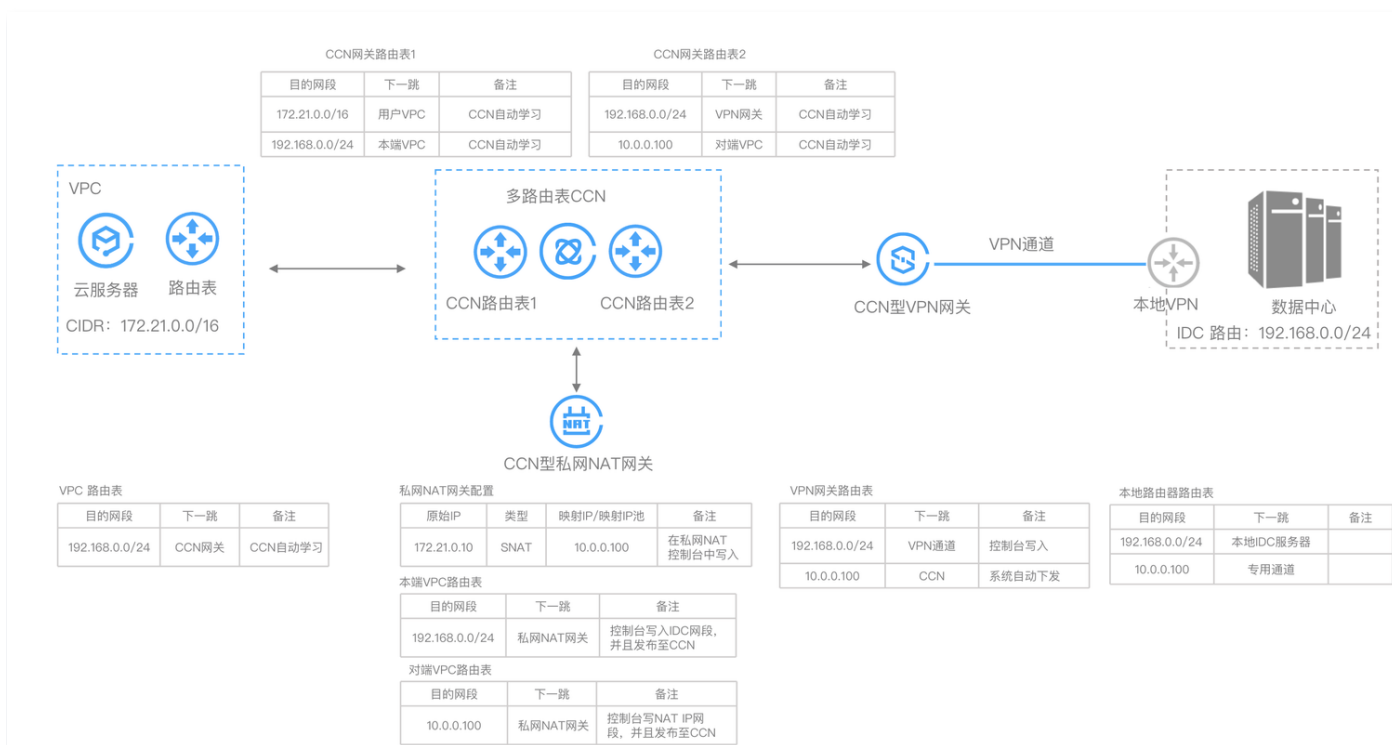 CCN网关路由表1
目的网段 下一跳 备注
172.21.0.0/16 用户VPC CCN自动学习
192.168.0.0/24 本端VPC CCN自动学习
CCN网关路由表2
目的网段 下一跳 备注
192.168.0.0/24 VPN网关 CCN自动学习
10.0.0.100 对端VPC CCN自动学习
VPC
云服务器 路由表
CIDR：172.21.0.0/16
多路由表CCN
CCN路由表1 CCN路由表2
CCN型VPN网关
VPN通道
本地VPN
数据中心
IDC 路由：192.168.0.0/24
NAT
CCN型私网NAT网关
VPC 路由表
目的网段 下一跳 备注
192.168.0.0/24 CCN网关 CCN自动学习
私网NAT网关配置
原始IP 类型 映射IP/映射IP池 备注
172.21.0.10 SNAT 10.0.0.100 在私网NAT
控制台中写入
本端VPC路由表
目的网段 下一跳 备注
192.168.0.0/24 私网NAT网关 控制台写入IDC网段，
并且发布至CCN
对端VPC路由表
目的网段 下一跳 备注
10.0.0.100 私网NAT网关 控制台写NAT IP网
段，并且发布至CCN
VPN网关路由表
目的网段 下一跳 备注
192.168.0.0/24 VPN通道 控制台写入
10.0.0.100 CCN 系统自动下发
本地路由器路由表
目的网段 下一跳 备注
192.168.0.0/24 本地IDC服务器
10.0.0.100 专用通道